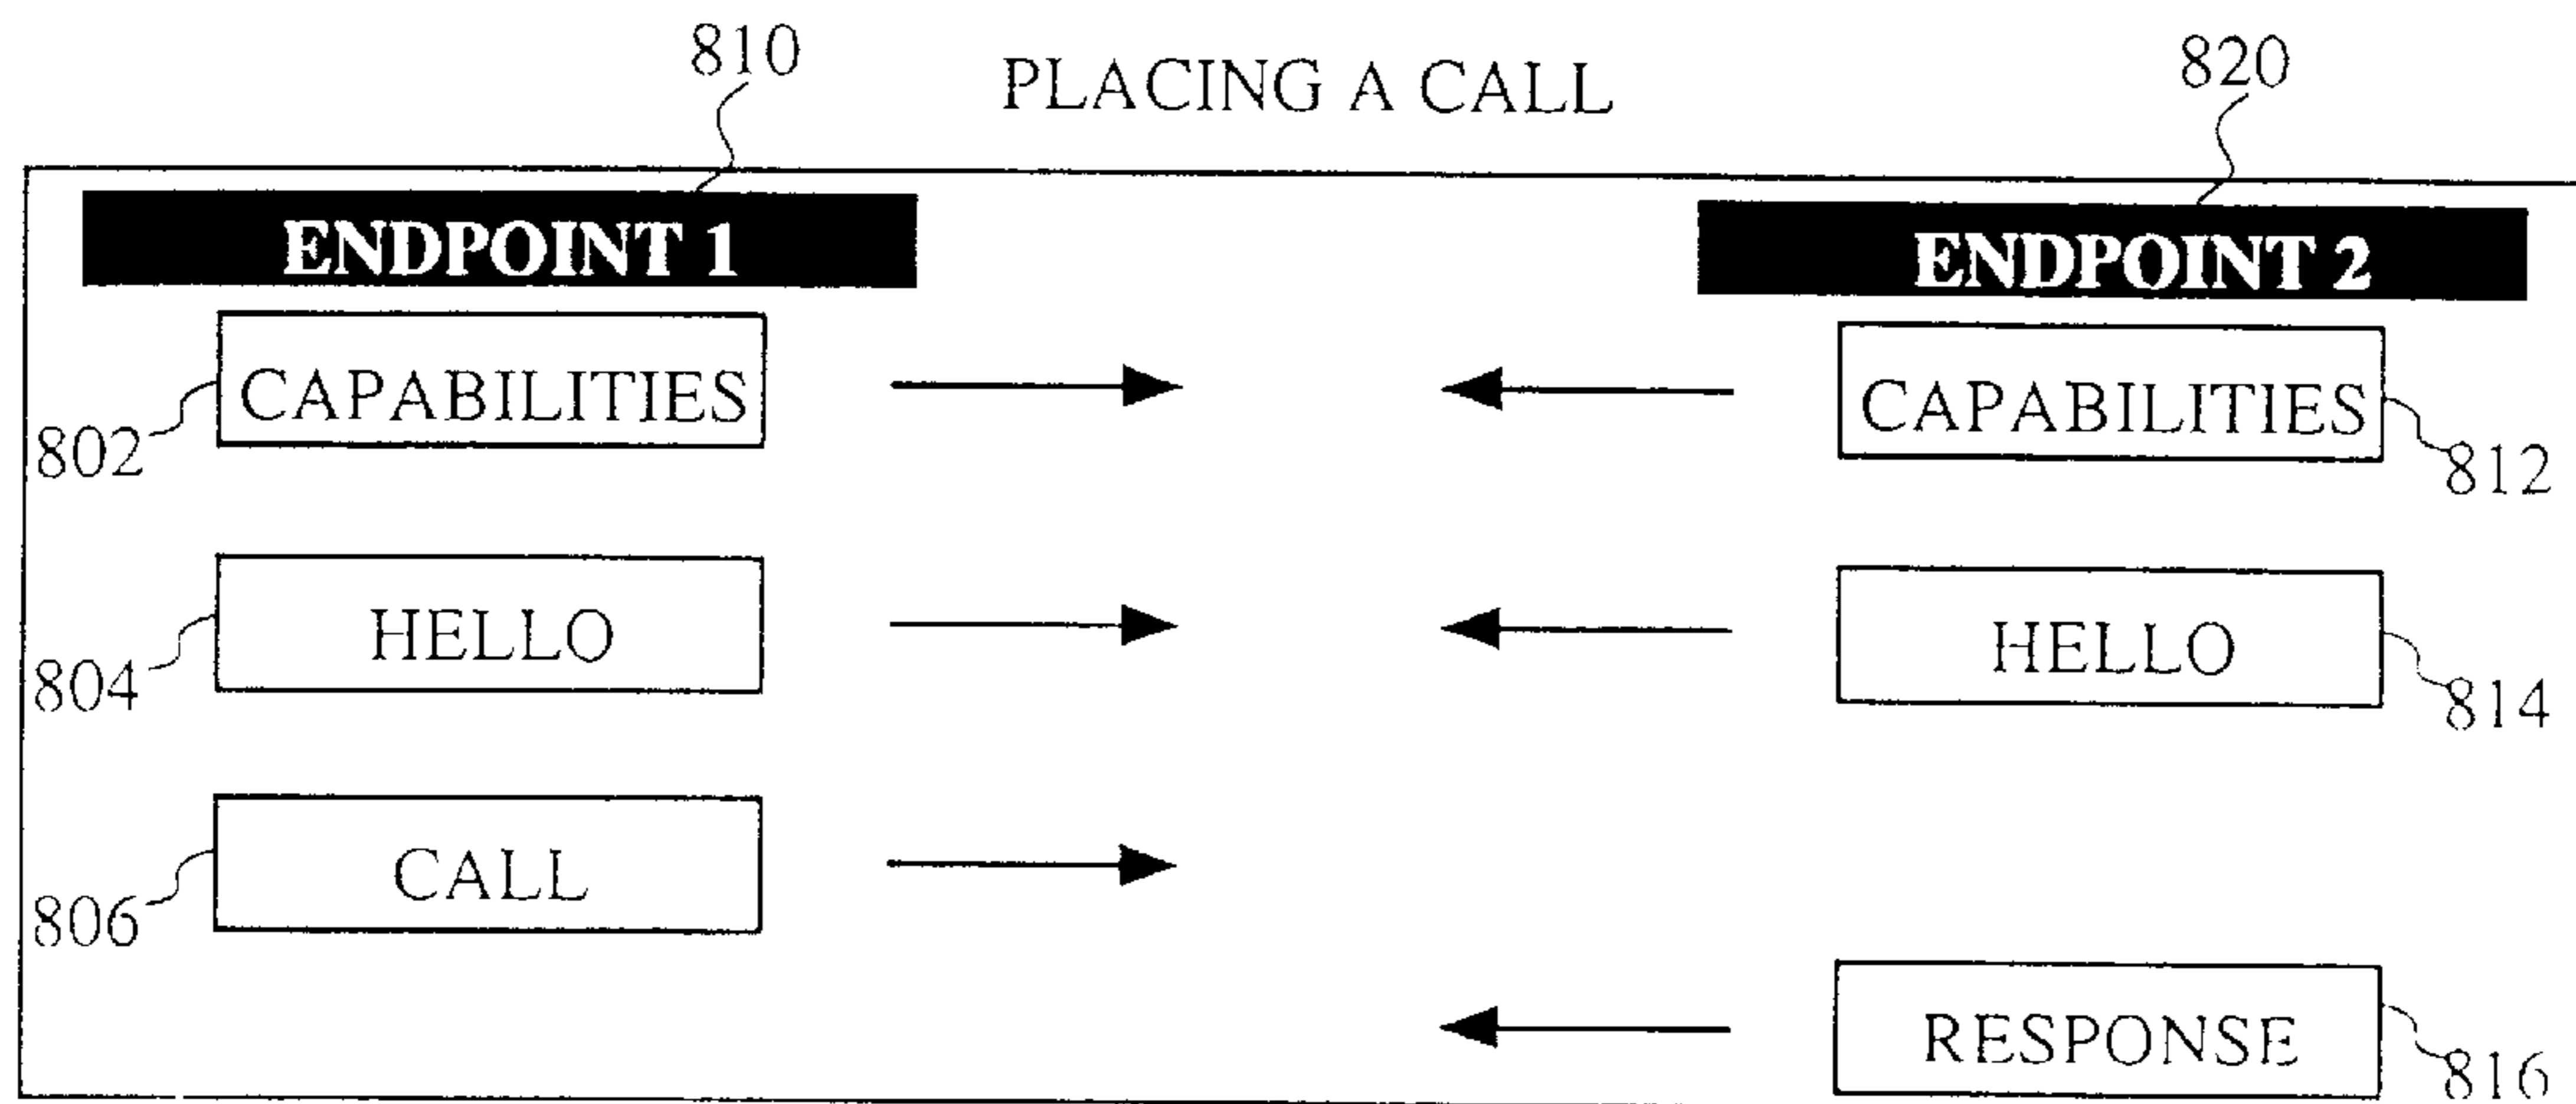 810
PLACING A CALL
820
ENDPOINT 1
ENDPOINT 2
CAPABILITIES
CAPABILITIES
802
812
HELLO
HELLO
804
814
CALL
806
RESPONSE
816